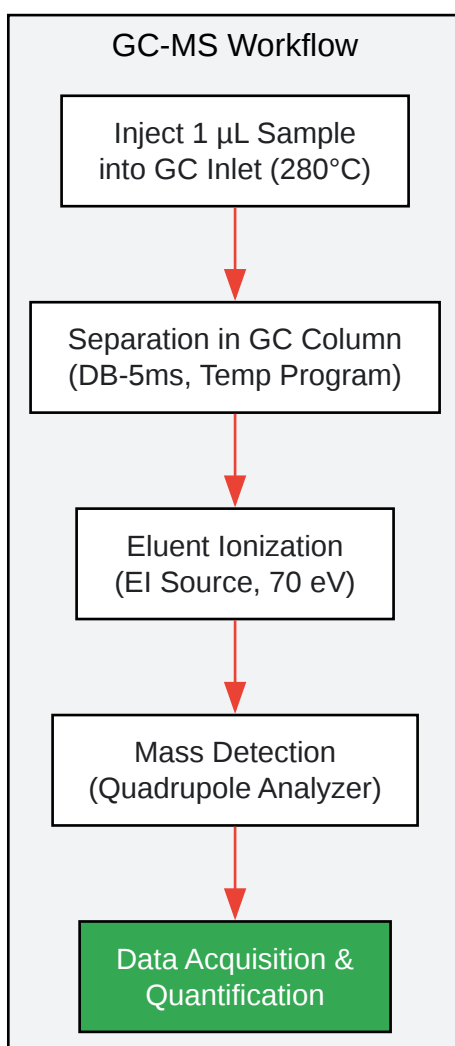 GC-MS Workflow
Inject 1 µL Sample
into GC Inlet (280°C)
Separation in GC Column
(DB-5ms, Temp Program)
Eluent Ionization
(EI Source, 70 eV)
Mass Detection
(Quadrupole Analyzer)
Data Acquisition &
Quantification